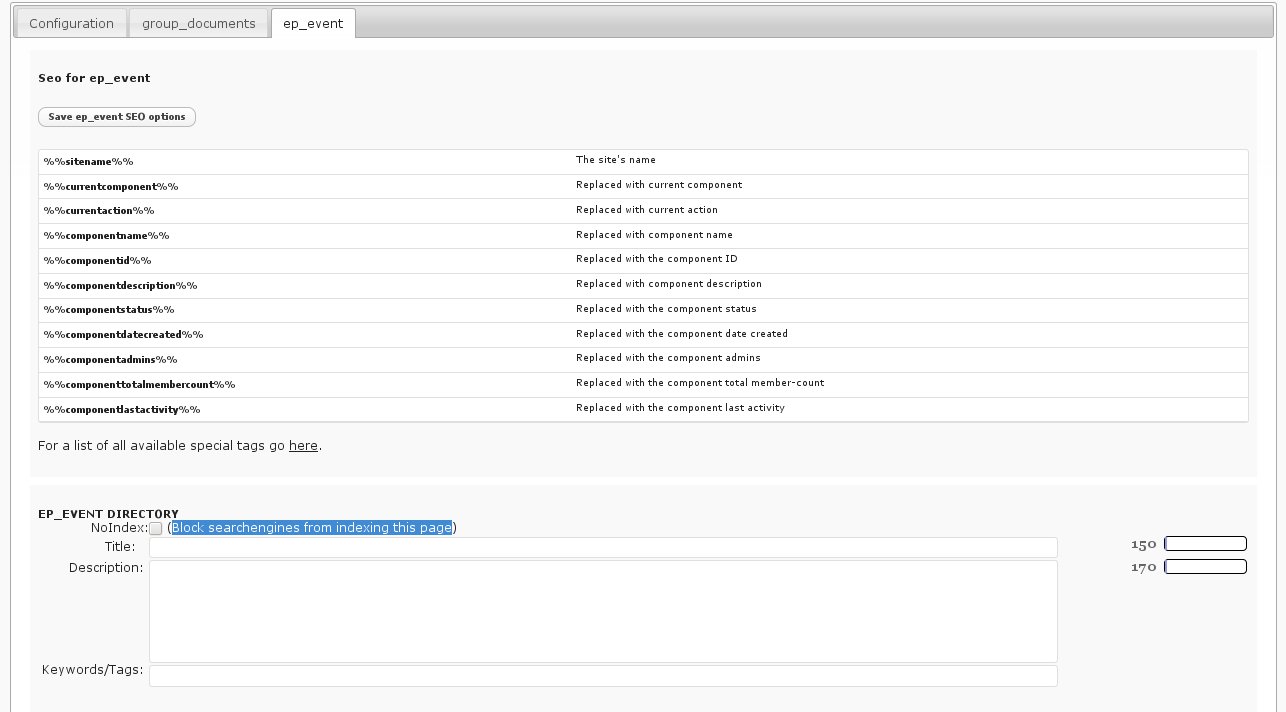 Configuration group_documents ep_event
Seo for ep_event
Save ep_event SEO options
%%sitename%% The site's name
%%currentcomponent%% Replaced with current component
%%currentaction%% Replaced with current action
%%componentname%% Replaced with component name
%%componentid%% Replaced with the component ID
%%componentdescription%% Replaced with component description
%%componentstatus%% Replaced with the component status
%%componentdatecreated%% Replaced with the component date created
%%componentadmins%% Replaced with the component admins
%%componenttotalmembercount%% Replaced with the component total member-count
%%componentlastactivity%% Replaced with the component last activity
For a list of all available special tags go here.
EP_EVENT DIRECTORY
NoIndex: (Block searchengines from indexing this page)
Title: 150
Description: 170
Keywords/Tags: